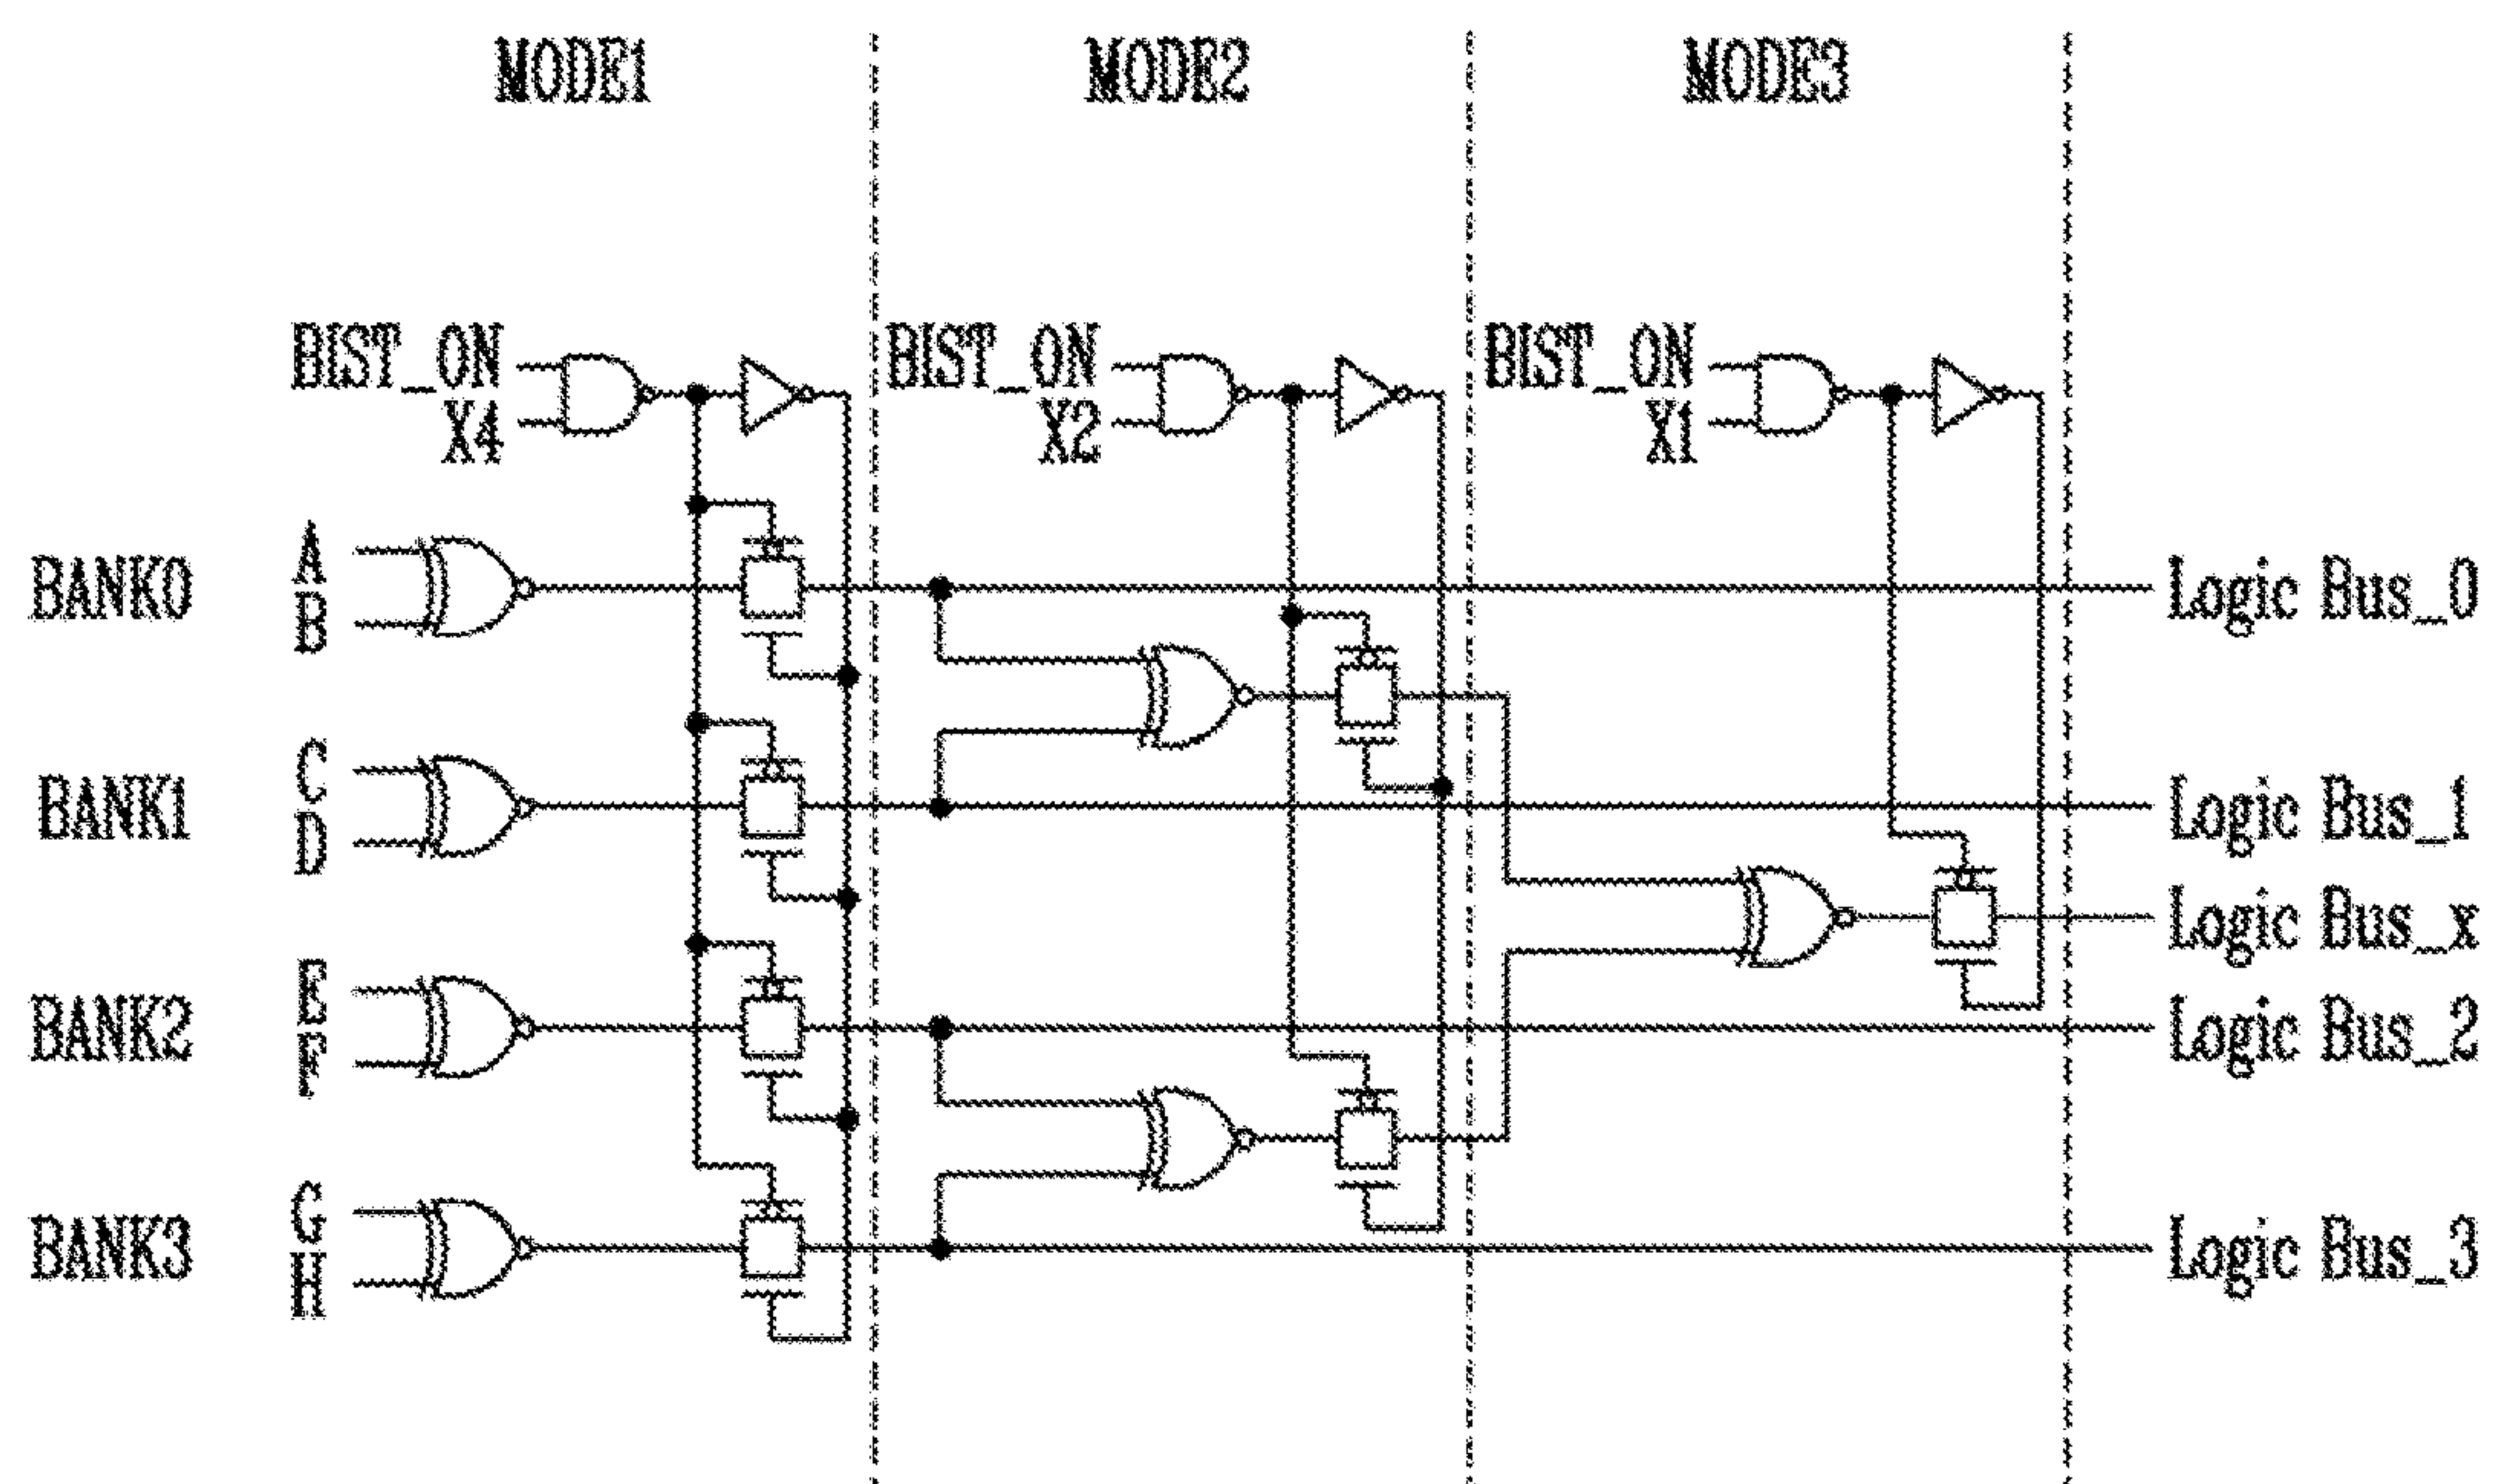 MODE1 MODE2 MODE3
BIST_ON BIST_ON BIST_ON
X4 X2 X1
A
BANK0 Logic Bus_0
B
C
BANK1 Logic Bus_1
D
Logic Bus_x
E
BANK2 Logic Bus_2
F
G
BANK3 Logic Bus_3
H